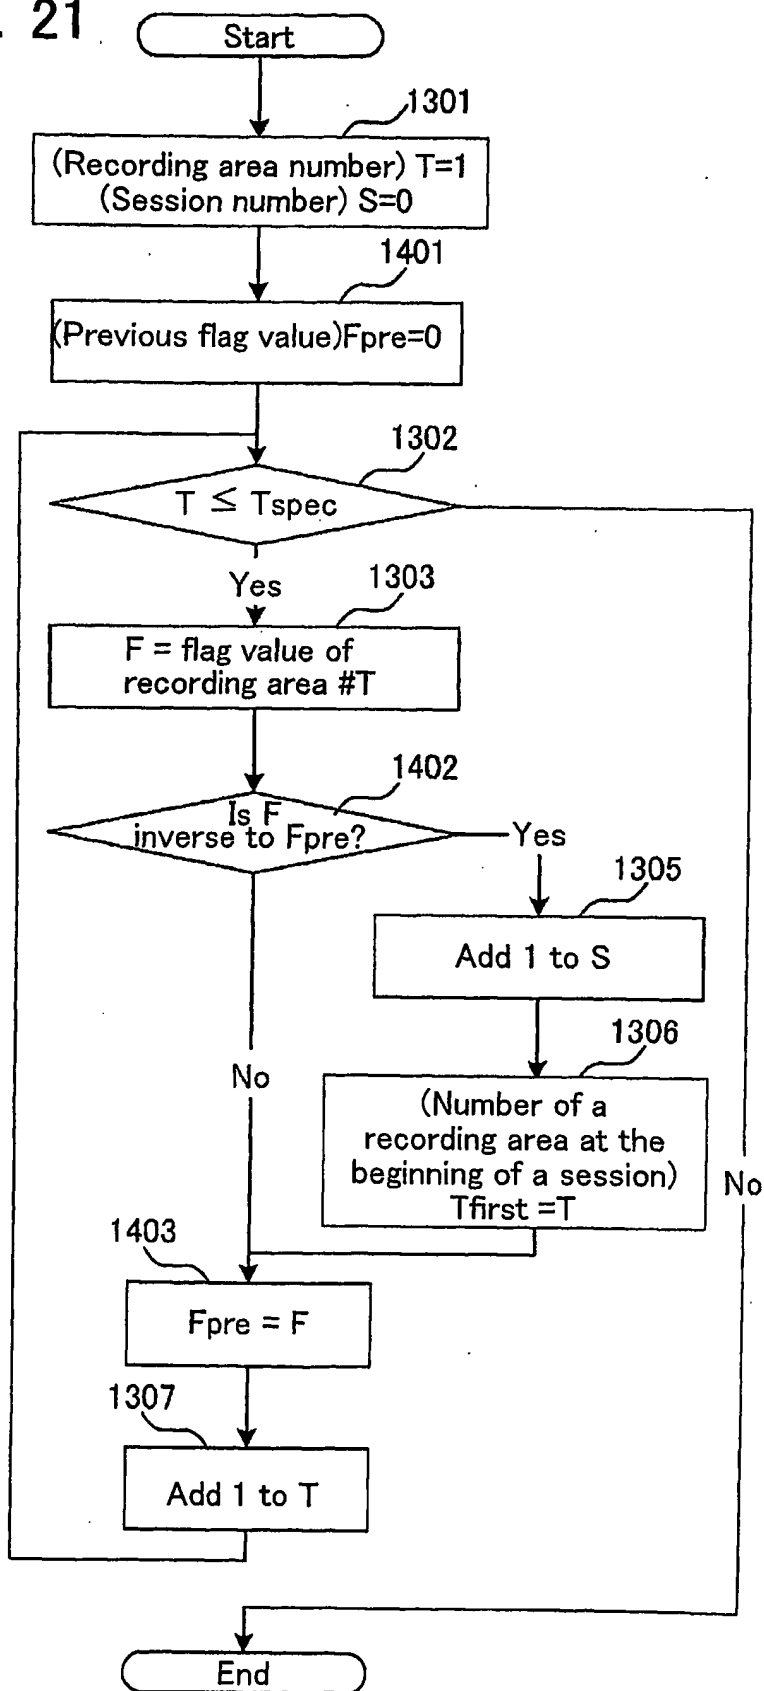 . 21
Start
1301
(Recording area number) T=1
(Session number) S=0
1401
(Previous flag value)Fpre=0
1302
T ≤ Tspec
Yes
1303
F = flag value of
recording area #T
1402
Is F
inverse to Fpre?
Yes
1305
Add 1 to S
1306
No
(Number of a
recording area at the
beginning of a session)
Tfirst =T
No
1403
Fpre = F
1307
Add 1 to T
End